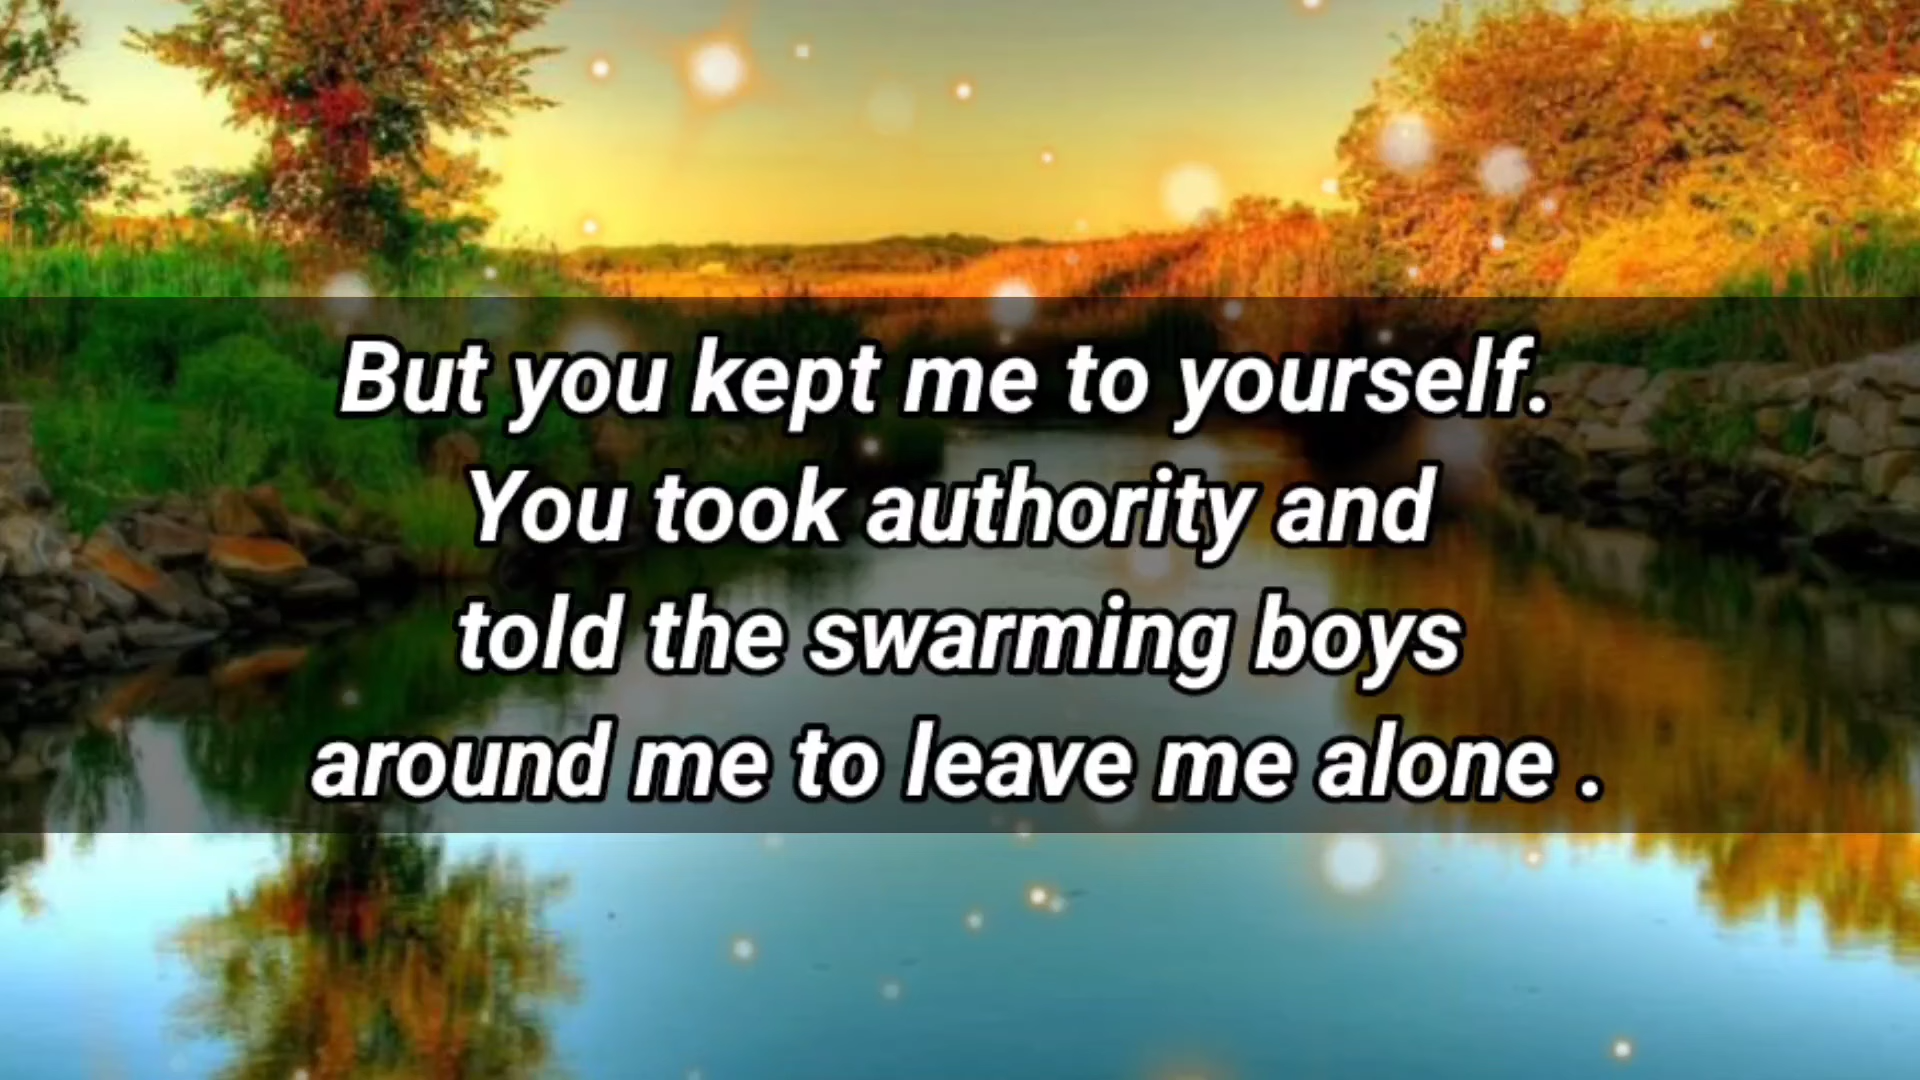 But you kept me to yourself.
You took authority and
told the swarming boys
around me to leave me alone .